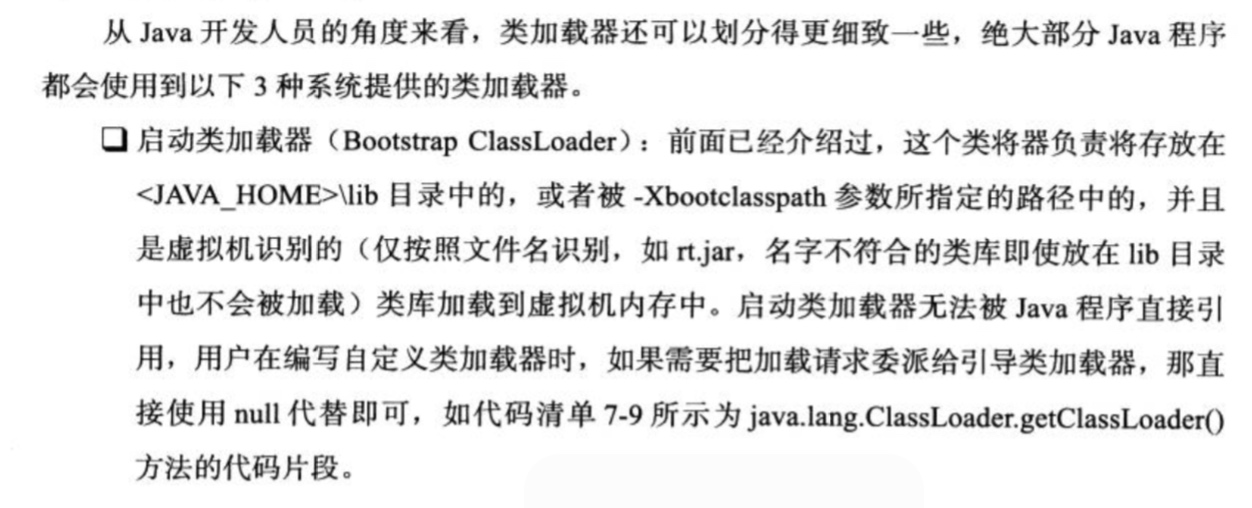 从 Java 开发人员的角度来看，类加载器还可以划分得更细致一些，绝大部分 Java 程序
都会使用到以下 3 种系统提供的类加载器。
❑ 启动类加载器（Bootstrap ClassLoader）：前面已经介绍过，这个类将器负责将存放在
<JAVA_HOME>\lib 目录中的，或者被 -Xbootclasspath 参数所指定的路径中的，并且
是虚拟机识别的（仅按照文件名识别，如 rt.jar，名字不符合的类库即使放在 lib 目录
中也不会被加载）类库加载到虚拟机内存中。启动类加载器无法被 Java 程序直接引
用，用户在编写自定义类加载器时，如果需要把加载请求委派给引导类加载器，那直
接使用 null 代替即可，如代码清单 7-9 所示为 java.lang.ClassLoader.getClassLoader()
方法的代码片段。